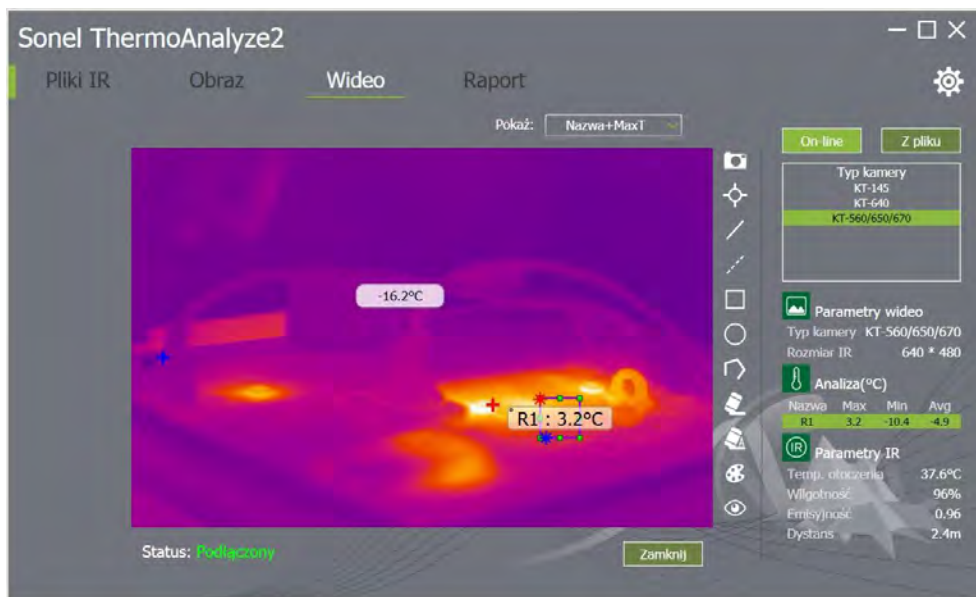 Sonel ThermoAnalyze2
Pliki IR Obraz Wideo Raport
Pokaż: Nazwa+MaxT
On-line Z pliku
Typ kamery
KT-145
KT-640
KT-560/650/670
-16.2°C
R1 : 3.2°C
Parametry wideo
Typ kamery KT-560/650/670
Rozmiar IR 640 * 480
Analiza(°C)
Nazwa Max Min Avg
R1 3.2 -10.4 -4.9
IR Parametry IR
Temp. otoczenia 37.6°C
Wilgotność 96%
Emisyjność 0.96
Dystans 2.4m
Status: Podłączony
Zamknij